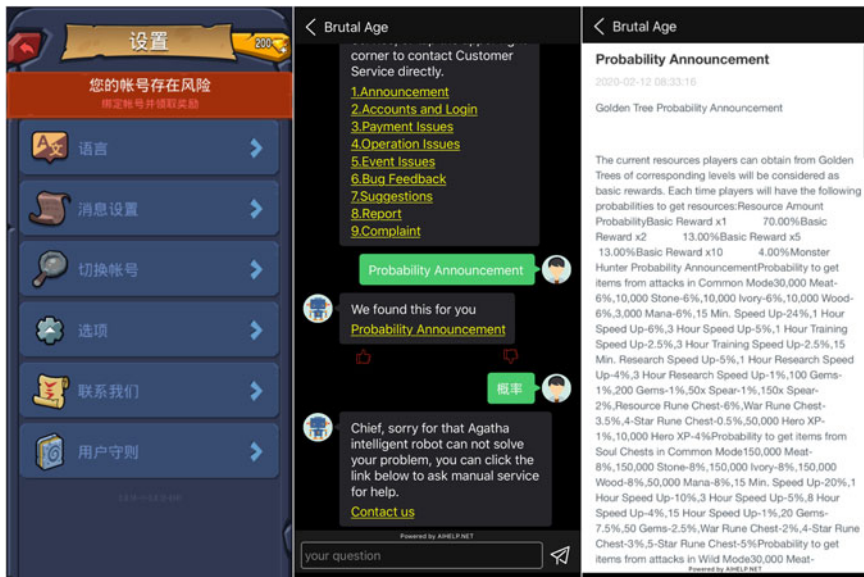 设置
200
您的帐号存在风险
绑定帐号并领取奖励
语言
消息设置
切换帐号
选项
联系我们
用户守则
Brutal Age
corner to contact Customer
Service directly.
1.Announcement
2.Accounts and Login
3.Payment Issues
4.Operation Issues
5.Event Issues
6.Bug Feedback
7.Suggestions
8.Report
9.Complaint
Probability Announcement
We found this for you
Probability Announcement
概率
Chief, sorry for that Agatha
intelligent robot can not solve
your problem, you can click the
link below to ask manual service
for help.
Contact us
Powered by AIHELP.NET
your question
Brutal Age
Probability Announcement
2020-02-12 08:33:16
Golden Tree Probability Announcement
The current resources players can obtain from Golden
Trees of corresponding levels will be considered as
basic rewards. Each time players will have the following
probabilities to get resources:Resource Amount
ProbabilityBasic Reward x1 70.00%Basic
Reward x2 13.00%Basic Reward x5
13.00%Basic Reward x10 4.00%Monster
Hunter Probability AnnouncementProbability to get
items from attacks in Common Mode30,000 Meat-
6%,10,000 Stone-6%,10,000 Ivory-6%,10,000 Wood-
6%,3,000 Mana-6%,15 Min. Speed Up-24%,1 Hour
Speed Up-6%,3 Hour Speed Up-5%,1 Hour Training
Speed Up-2.5%,3 Hour Training Speed Up-2.5%,15
Min. Research Speed Up-5%,1 Hour Research Speed
Up-4%,3 Hour Research Speed Up-1%,100 Gems-
1%,200 Gems-1%,50x Spear-1%,150x Spear-
2%,Resource Rune Chest-6%,War Rune Chest-
3.5%,4-Star Rune Chest-0.5%,50,000 Hero XP-
1%,10,000 Hero XP-4%Probability to get items from
Soul Chests in Common Mode150,000 Meat-
8%,150,000 Stone-8%,150,000 Ivory-8%,150,000
Wood-8%,50,000 Mana-8%,15 Min. Speed Up-20%,1
Hour Speed Up-10%,3 Hour Speed Up-5%,8 Hour
Speed Up-4%,15 Hour Speed Up-1%,20 Gems-
7.5%,50 Gems-2.5%,War Rune Chest-2%,4-Star Rune
Chest-3%,5-Star Rune Chest-5%Probability to get
items from attacks in Wild Mode30,000 Meat-
Powered by AIHELP.NET